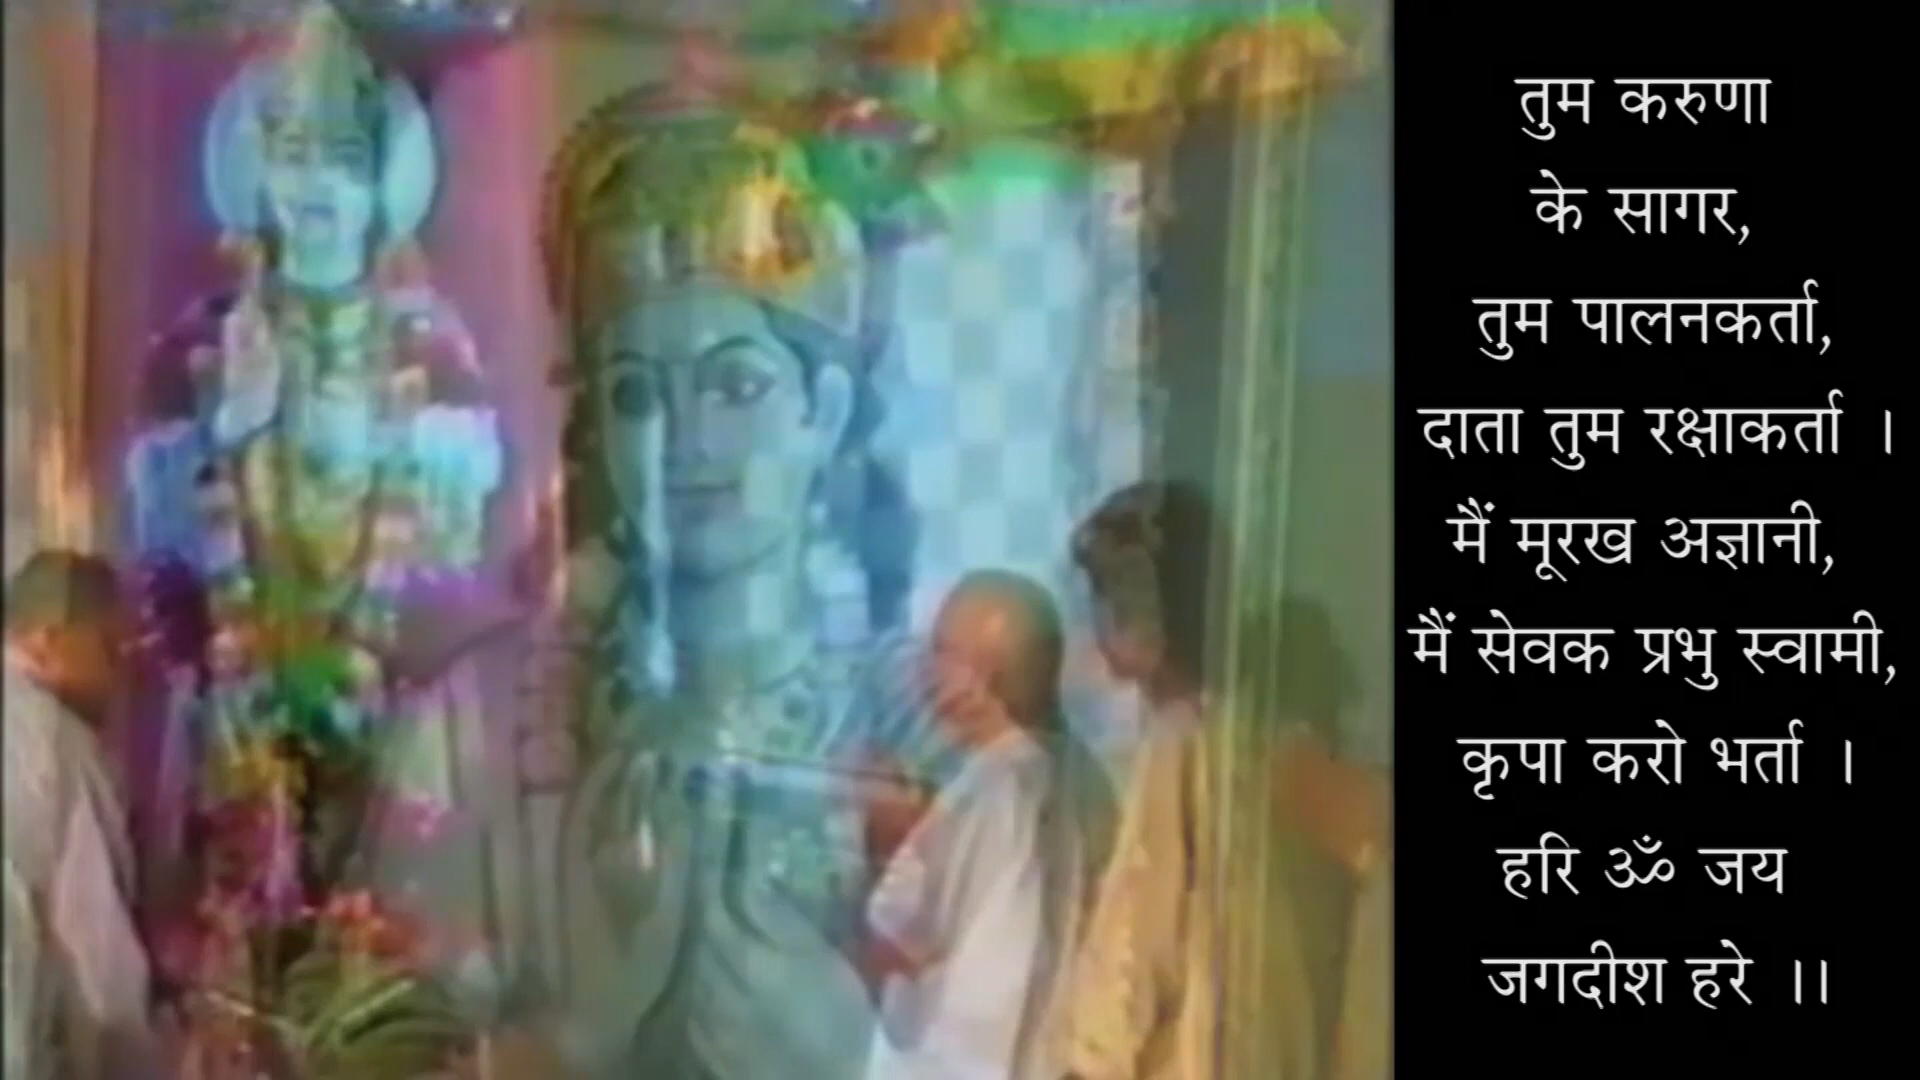 तुम करुणा
के सागर,
तुम पालनकर्ता,
दाता तुम रक्षाकर्ता ।
मैं मूरख अज्ञानी,
मैं सेवक प्रभु स्वामी,
कृपा करो भर्ता ।
हरि ॐ जय
जगदीश हरे ।।